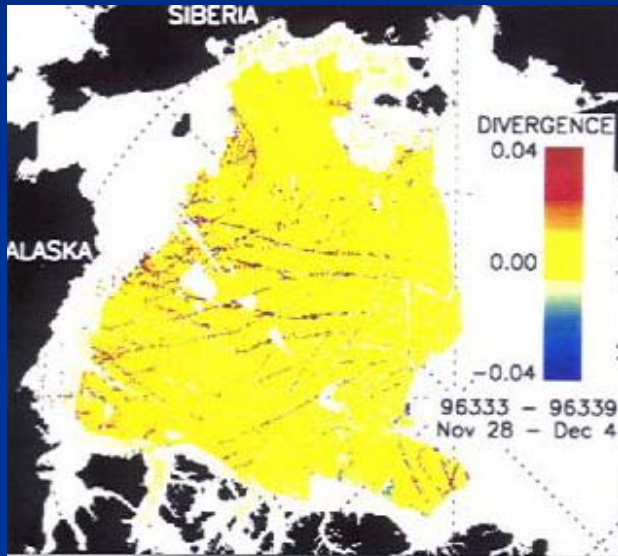 SIBERIA
DIVERGENCE
0.04
ALASKA
0.00
-0.04
96333 - 96339
Nov 28 - Dec 4